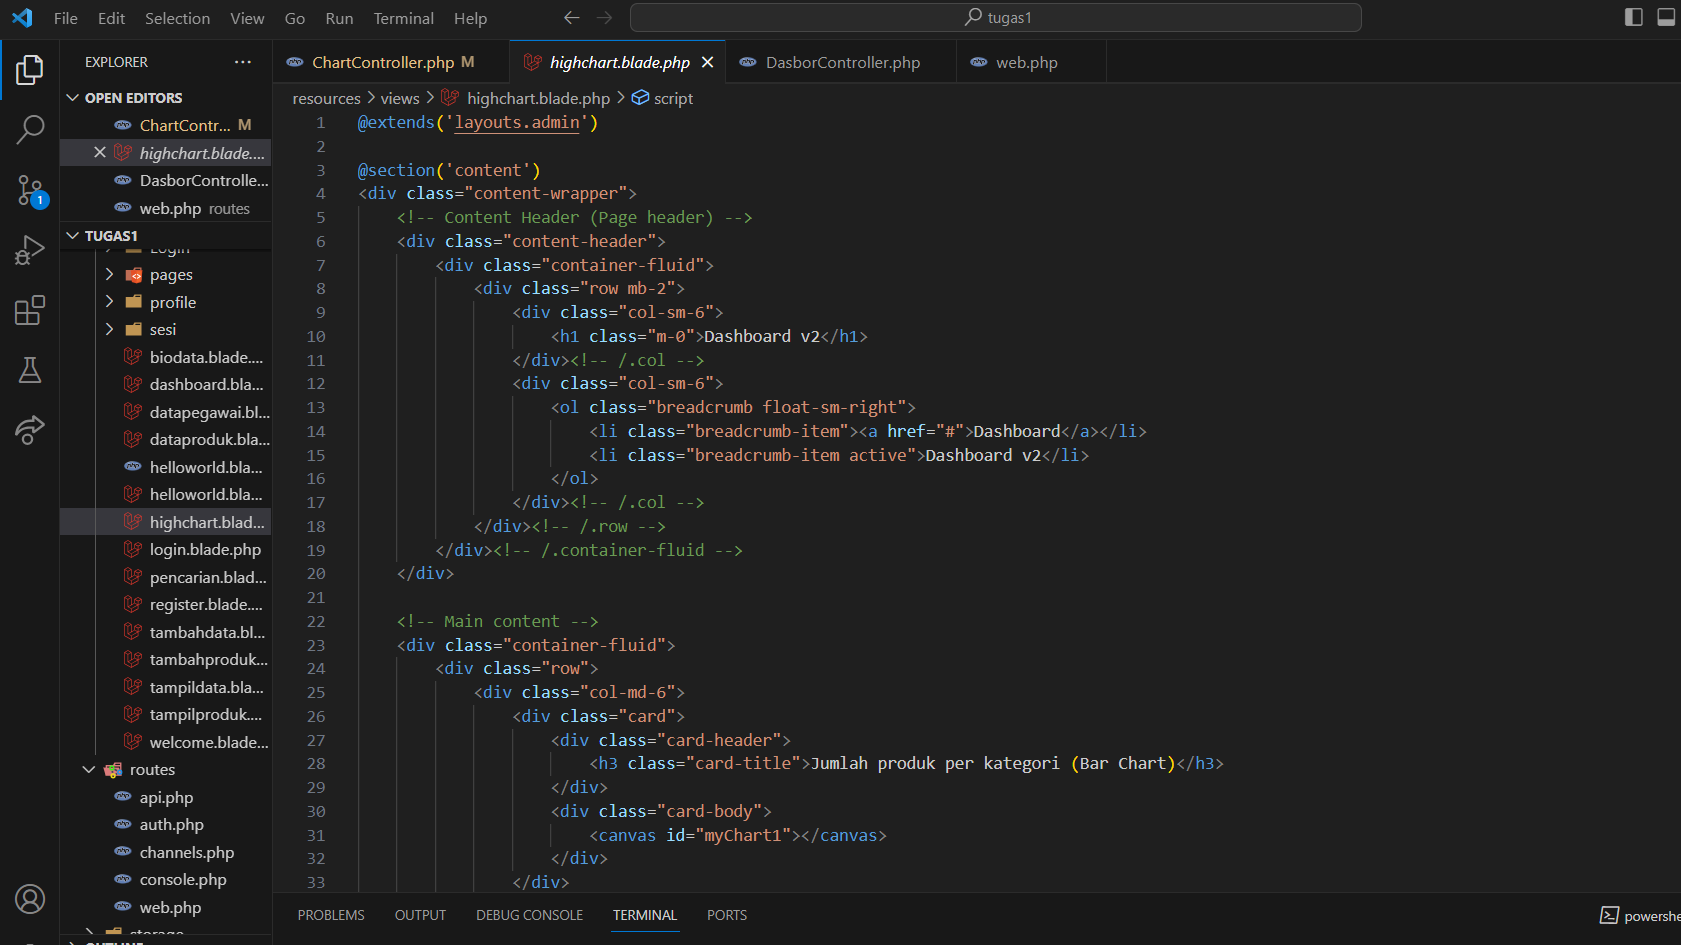 File Edit Selection View Go Run Terminal Help
tugas1
EXPLORER
OPEN EDITORS
ChartContr... M
highchart.blade....
DasborControlle...
web.php routes
1
TUGAS1
Login
pages
profile
sesi
biodata.blade....
dashboard.bla...
datapegawai.bl...
dataproduk.bla...
helloworld.bla...
helloworld.bla...
highchart.blad...
login.blade.php
pencarian.blad...
register.blade....
tambahdata.bl...
tambahproduk...
tampildata.bla...
tampilproduk....
welcome.blade...
routes
api.php
auth.php
channels.php
console.php
web.php
storage
OUTLINE
ChartController.php M
highchart.blade.php
DasborController.php
web.php
resources > views > highchart.blade.php > script
1 @extends('layouts.admin')
2
3 @section('content')
4 <div class="content-wrapper">
5 <!-- Content Header (Page header) -->
6 <div class="content-header">
7 <div class="container-fluid">
8 <div class="row mb-2">
9 <div class="col-sm-6">
10 <h1 class="m-0">Dashboard v2</h1>
11 </div><!-- /.col -->
12 <div class="col-sm-6">
13 <ol class="breadcrumb float-sm-right">
14 <li class="breadcrumb-item"><a href="#">Dashboard</a></li>
15 <li class="breadcrumb-item active">Dashboard v2</li>
16 </ol>
17 </div><!-- /.col -->
18 </div><!-- /.row -->
19 </div><!-- /.container-fluid -->
20 </div>
21
22 <!-- Main content -->
23 <div class="container-fluid">
24 <div class="row">
25 <div class="col-md-6">
26 <div class="card">
27 <div class="card-header">
28 <h3 class="card-title">Jumlah produk per kategori (Bar Chart)</h3>
29 </div>
30 <div class="card-body">
31 <canvas id="myChart1"></canvas>
32 </div>
33 </div>
PROBLEMS OUTPUT DEBUG CONSOLE TERMINAL PORTS
powershe